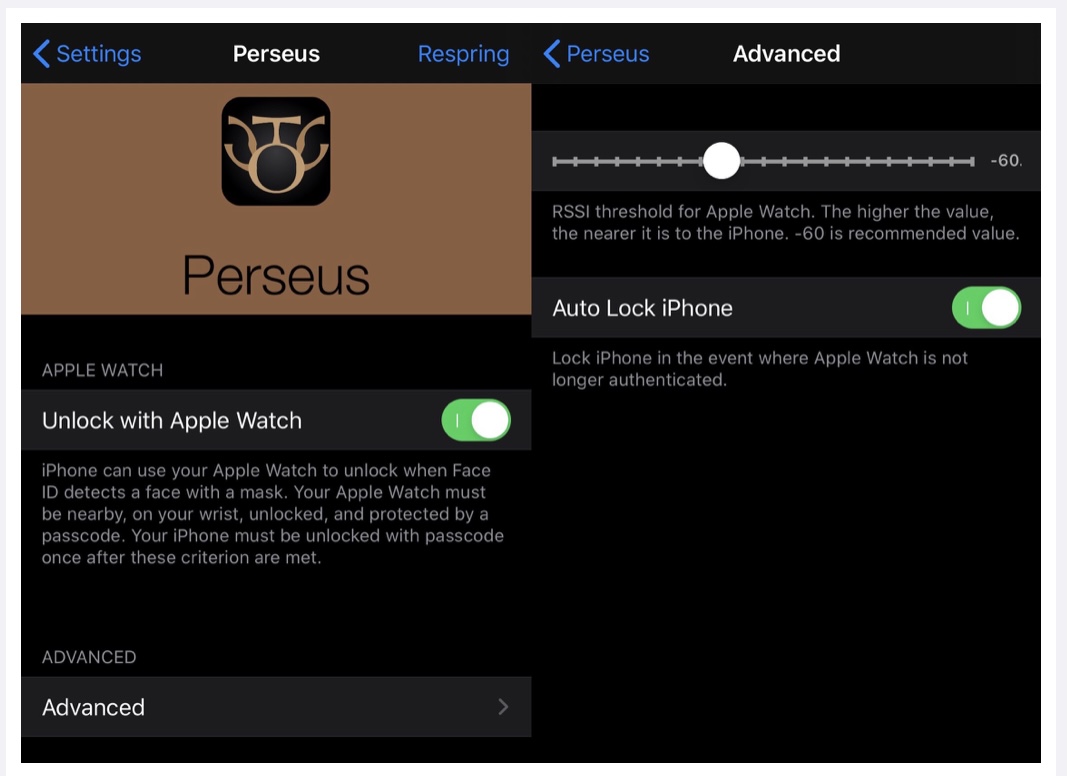 Settings
Perseus
Respring
Perseus
APPLE WATCH
Unlock with Apple Watch
iPhone can use your Apple Watch to unlock when Face
ID detects a face with a mask. Your Apple Watch must
be nearby, on your wrist, unlocked, and protected by a
passcode. Your iPhone must be unlocked with passcode
once after these criterion are met.
ADVANCED
Advanced
Perseus
Advanced
-60.
RSSI threshold for Apple Watch. The higher the value,
the nearer it is to the iPhone. -60 is recommended value.
Auto Lock iPhone
Lock iPhone in the event where Apple Watch is not
longer authenticated.